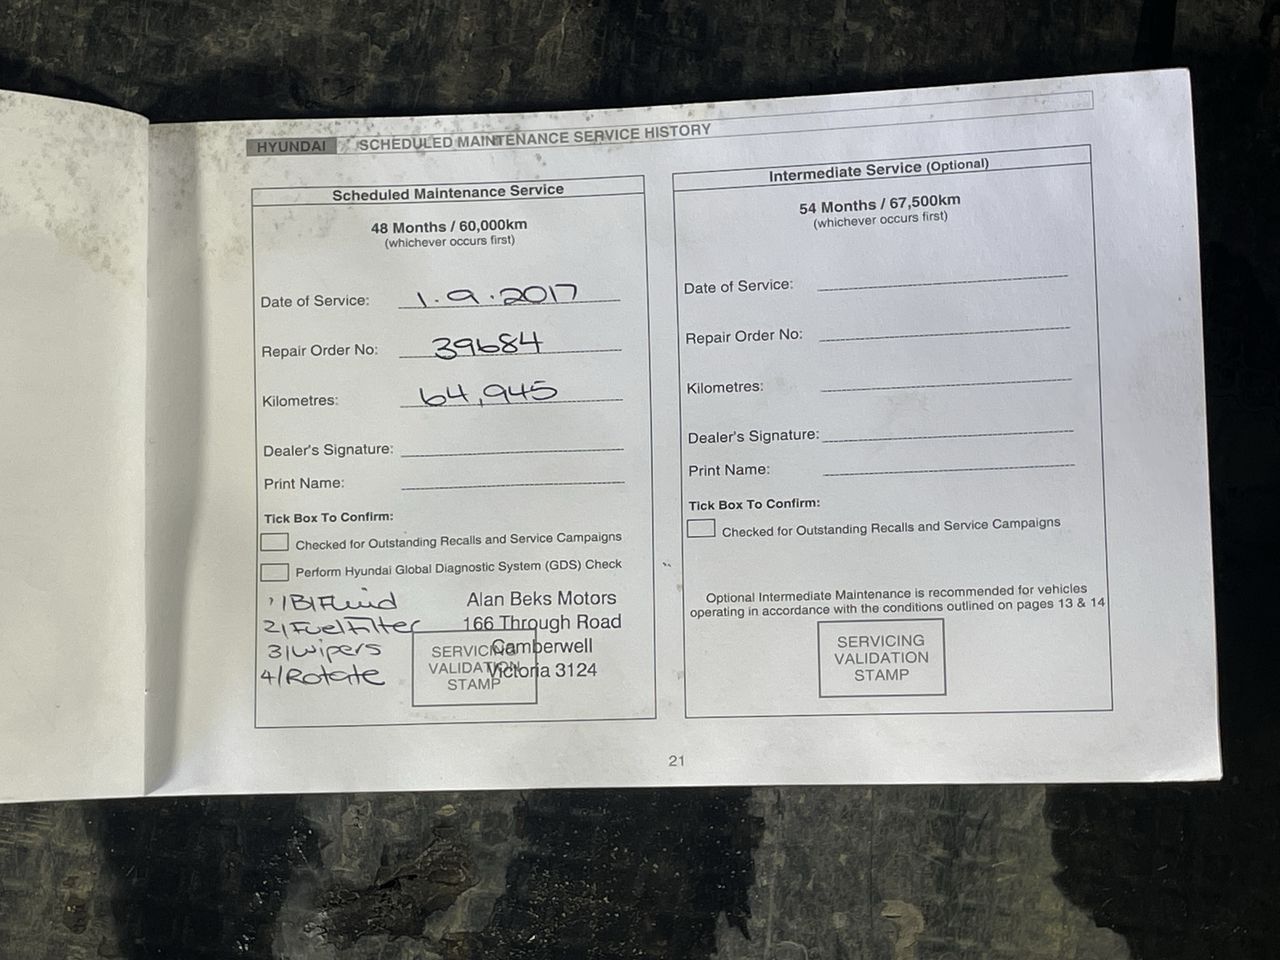 HYUNDAI SCHEDULED MAINTENANCE SERVICE HISTORY
Scheduled Maintenance Service
48 Months / 60,000km
(whichever occurs first)
Date of Service: 1.9.2017
Repair Order No: 39684
Kilometres: 64,945
Dealer's Signature:
Print Name:
Tick Box To Confirm:
Checked for Outstanding Recalls and Service Campaigns
Perform Hyundai Global Diagnostic System (GDS) Check
1/B/Fluid
2/Fuel Filter
3/wipers
4/Rotate
Alan Beks Motors
166 Through Road
Camberwell
Victoria 3124
SERVICING
VALIDATION
STAMP
Intermediate Service (Optional)
54 Months / 67,500km
(whichever occurs first)
Date of Service:
Repair Order No:
Kilometres:
Dealer's Signature:
Print Name:
Tick Box To Confirm:
Checked for Outstanding Recalls and Service Campaigns
Optional Intermediate Maintenance is recommended for vehicles
operating in accordance with the conditions outlined on pages 13 & 14
SERVICING
VALIDATION
STAMP
21